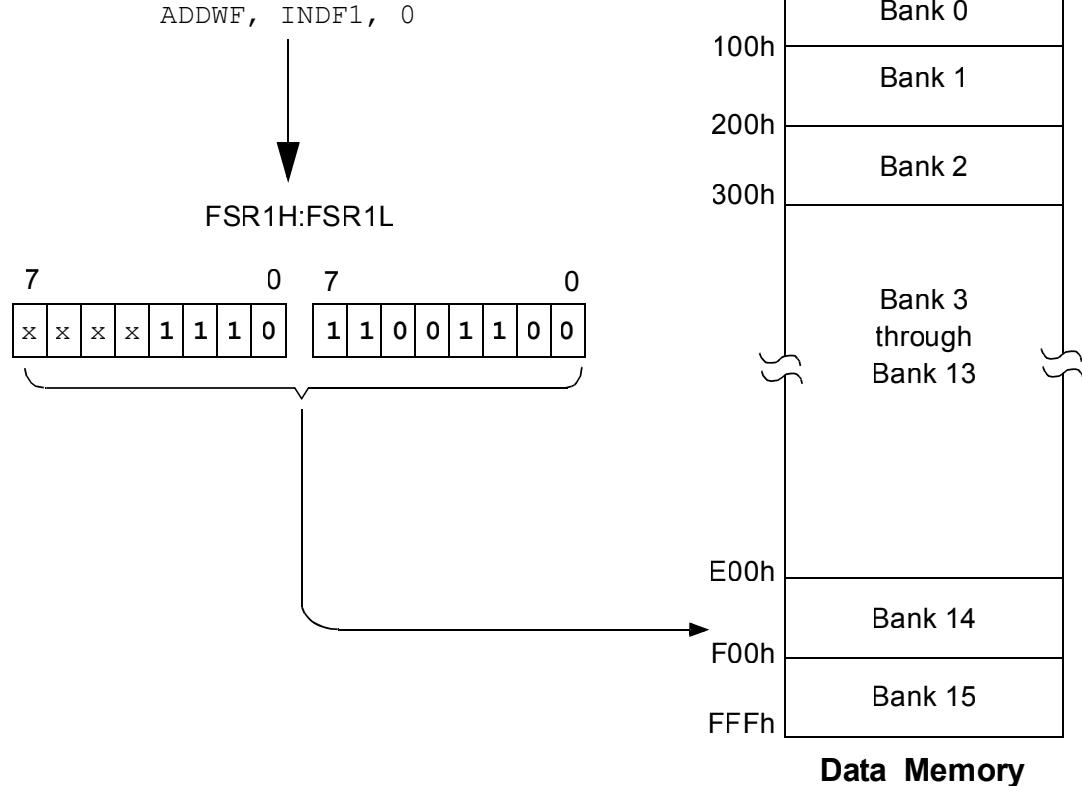 ADDWF, INDF1, 0
FSR1H:FSR1L
7 0 7 0
x x x x 1 1 1 0 1 1 0 0 1 1 0 0
Bank 0
100h
Bank 1
200h
Bank 2
300h
Bank 3
through
Bank 13
E00h
Bank 14
F00h
Bank 15
FFFh
Data Memory